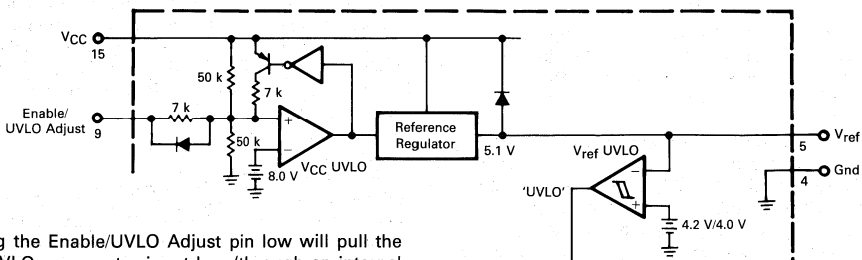 VCC
15
50 k
7 k
Enable/
UVLO Adjust
9
7 k
50 k
+
−
8.0 V
VCC UVLO
Reference
Regulator
5.1 V
Vref UVLO
'UVLO'
−
+
4.2 V/4.0 V
5
Vref
4
Gnd
g the Enable/UVLO Adjust pin low will pull the